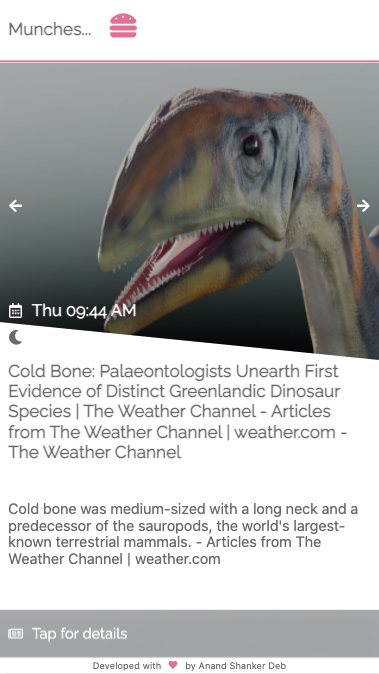 Munches...
Thu 09:44 AM
Cold Bone: Palaeontologists Unearth First
Evidence of Distinct Greenlandic Dinosaur
Species | The Weather Channel - Articles
from The Weather Channel | weather.com -
The Weather Channel
Cold bone was medium-sized with a long neck and a
predecessor of the sauropods, the world's largest-
known terrestrial mammals. - Articles from The
Weather Channel | weather.com
Tap for details
Developed with by Anand Shanker Deb